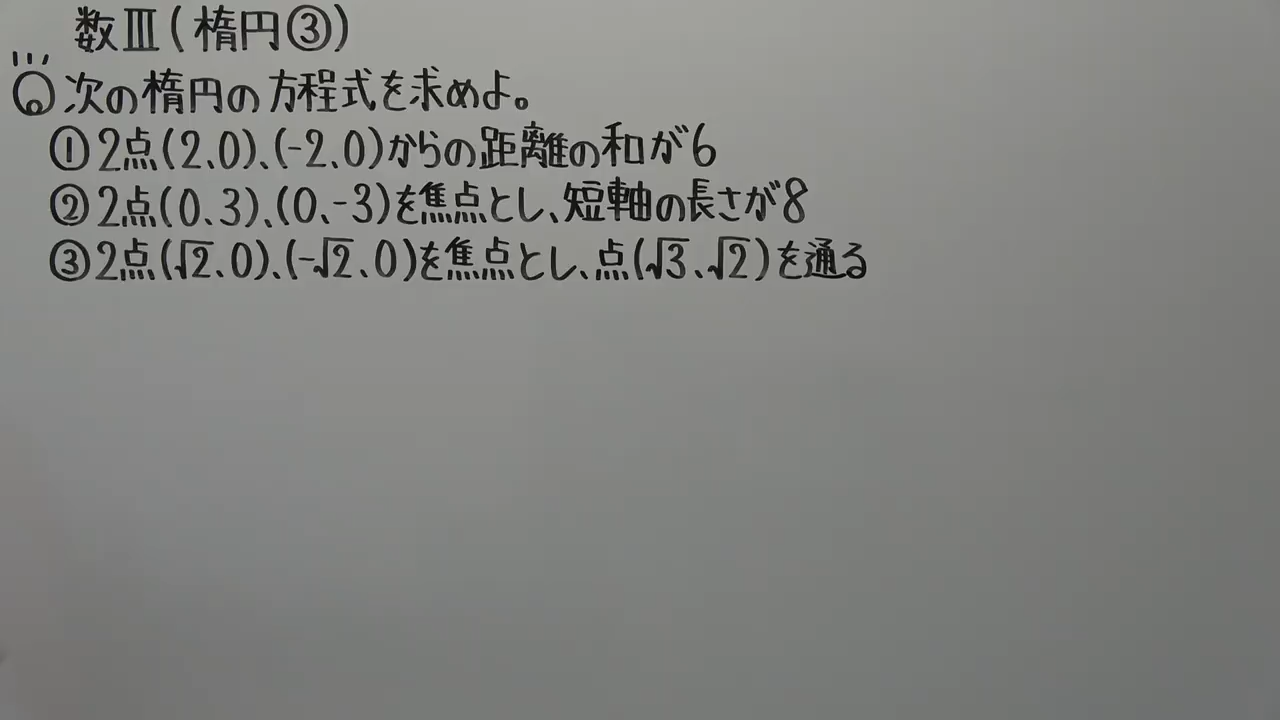 数Ⅲ(楕円③)
Q 次の楕円の方程式を求めよ。
①2点(2、0)、(-2、0)からの距離の和が6
②2点(0、3)、(0、-3)を焦点とし、短軸の長さが8
③2点(√2、0)、(-√2、0)を焦点とし、点(√3、√2)を通る